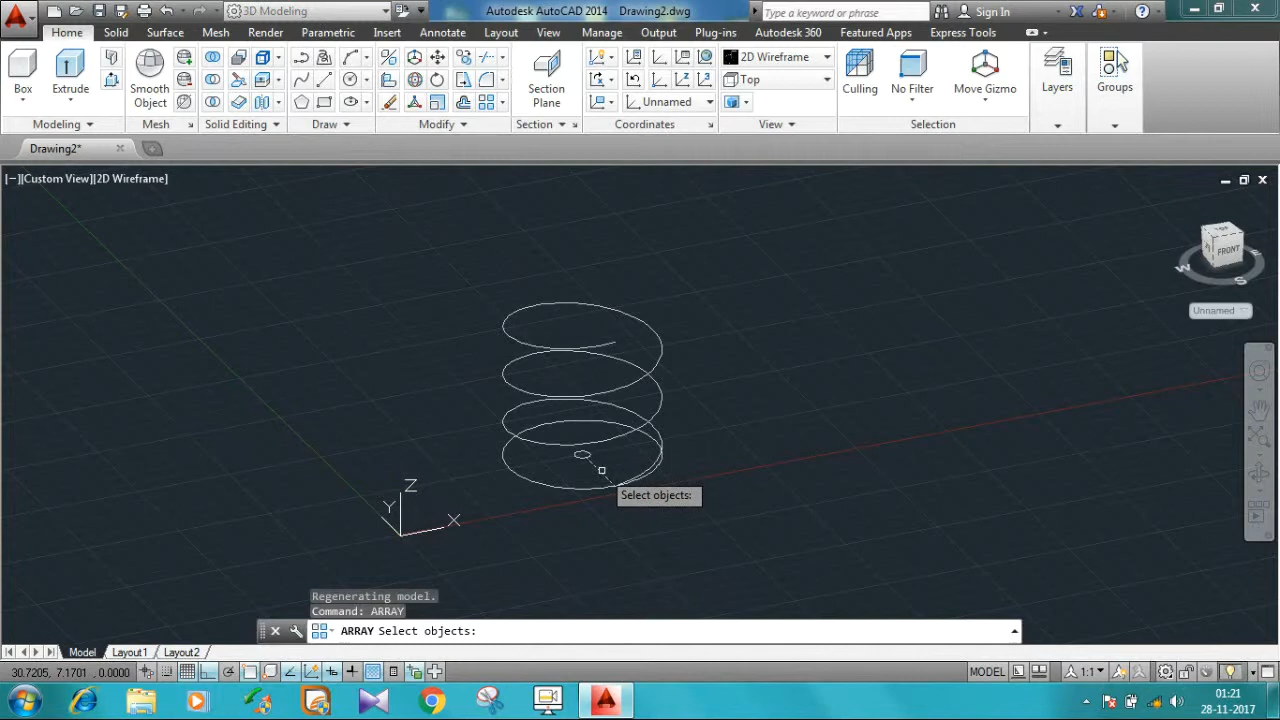 3D Modeling
Autodesk AutoCAD 2014 Drawing2.dwg
Type a keyword or phrase
Sign In
Home Solid Surface Mesh Render Parametric Insert Annotate Layout View Manage Output Plug-ins Autodesk 360 Featured Apps Express Tools
Box
Extrude
Smooth Object
Section Plane
2D Wireframe
Top
Unnamed
Culling
No Filter
Move Gizmo
Layers
Groups
Modeling Mesh Solid Editing Draw Modify Section Coordinates View Selection
Drawing2*
[−][Custom View][2D Wireframe]
TOP
FRONT
W
S
Unnamed
Z
Y
X
Select objects:
Regenerating model.
Command: ARRAY
ARRAY Select objects:
Model Layout1 Layout2
30.7205, 7.1701, 0.0000
MODEL
1:1
01:21
28-11-2017